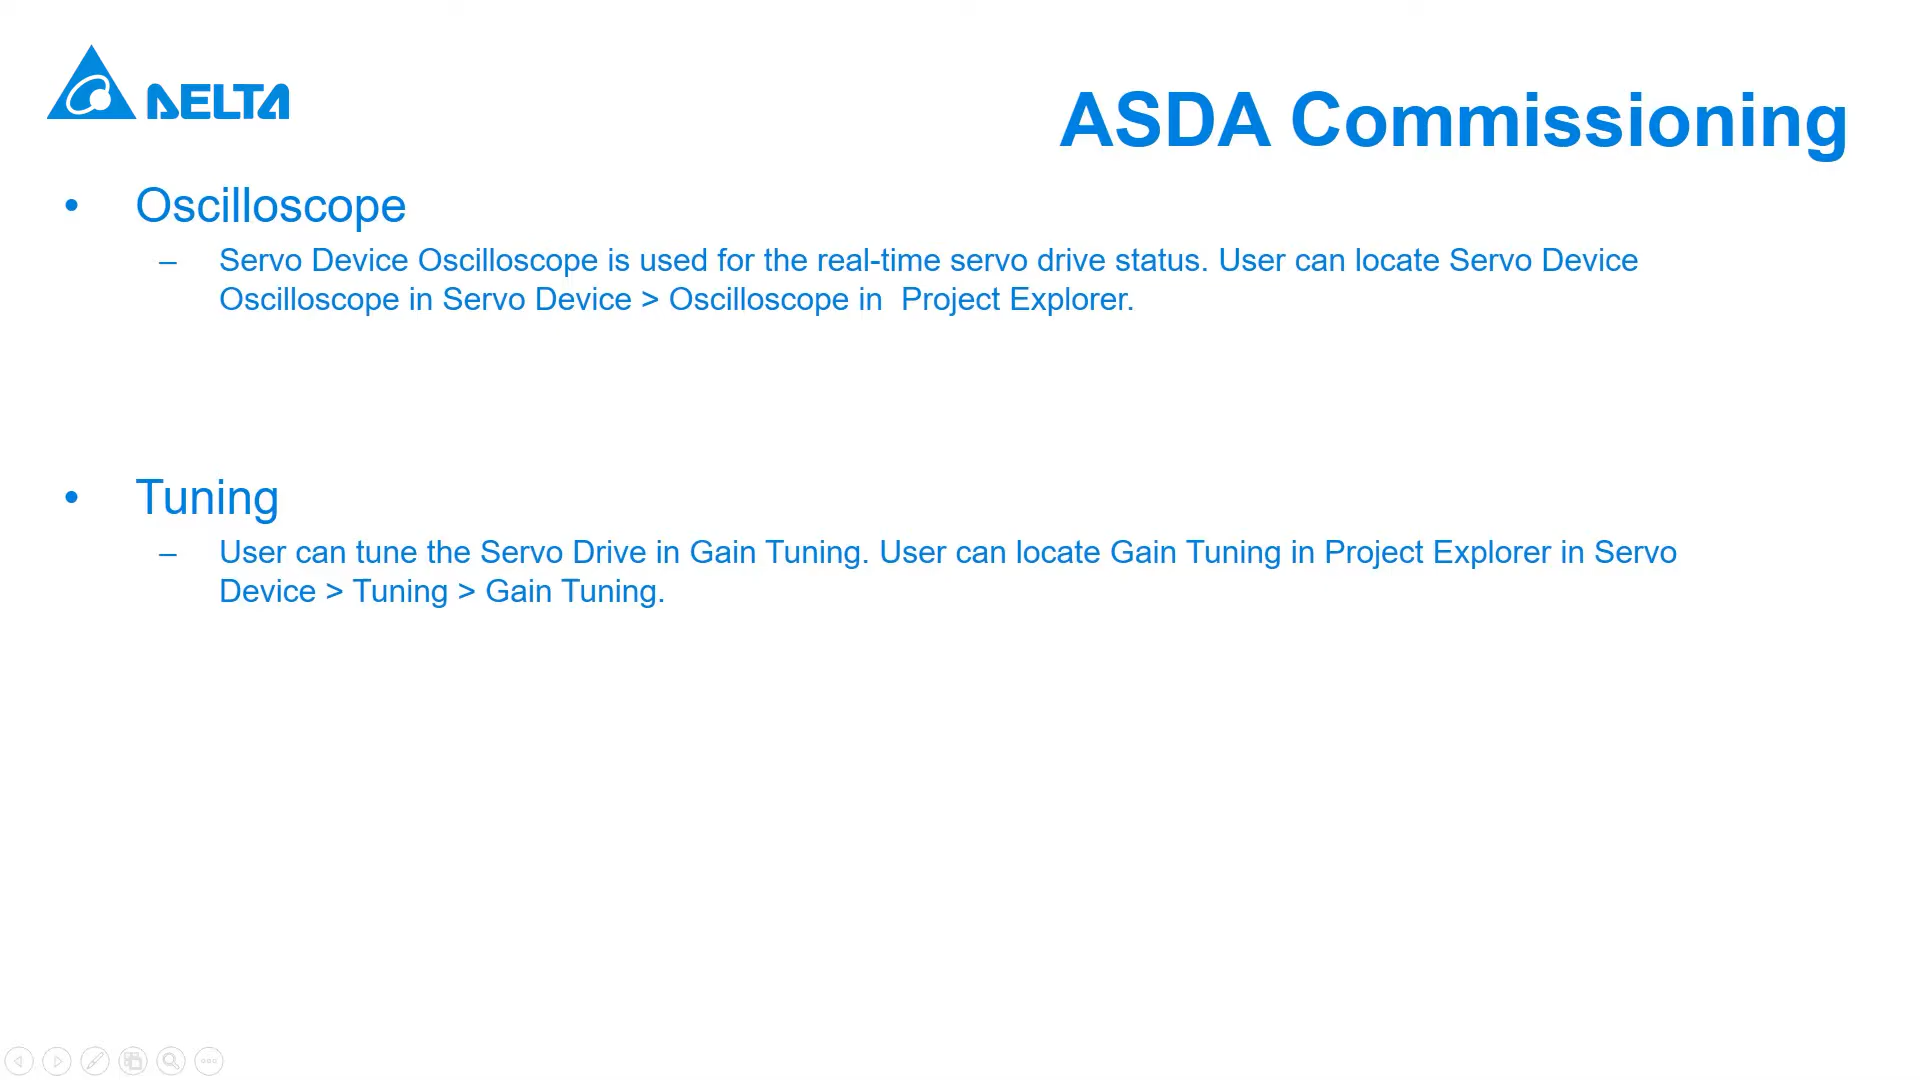 DELTA
ASDA Commissioning
• Oscilloscope
– Servo Device Oscilloscope is used for the real-time servo drive status. User can locate Servo Device
Oscilloscope in Servo Device > Oscilloscope in  Project Explorer.
• Tuning
– User can tune the Servo Drive in Gain Tuning. User can locate Gain Tuning in Project Explorer in Servo
Device > Tuning > Gain Tuning.